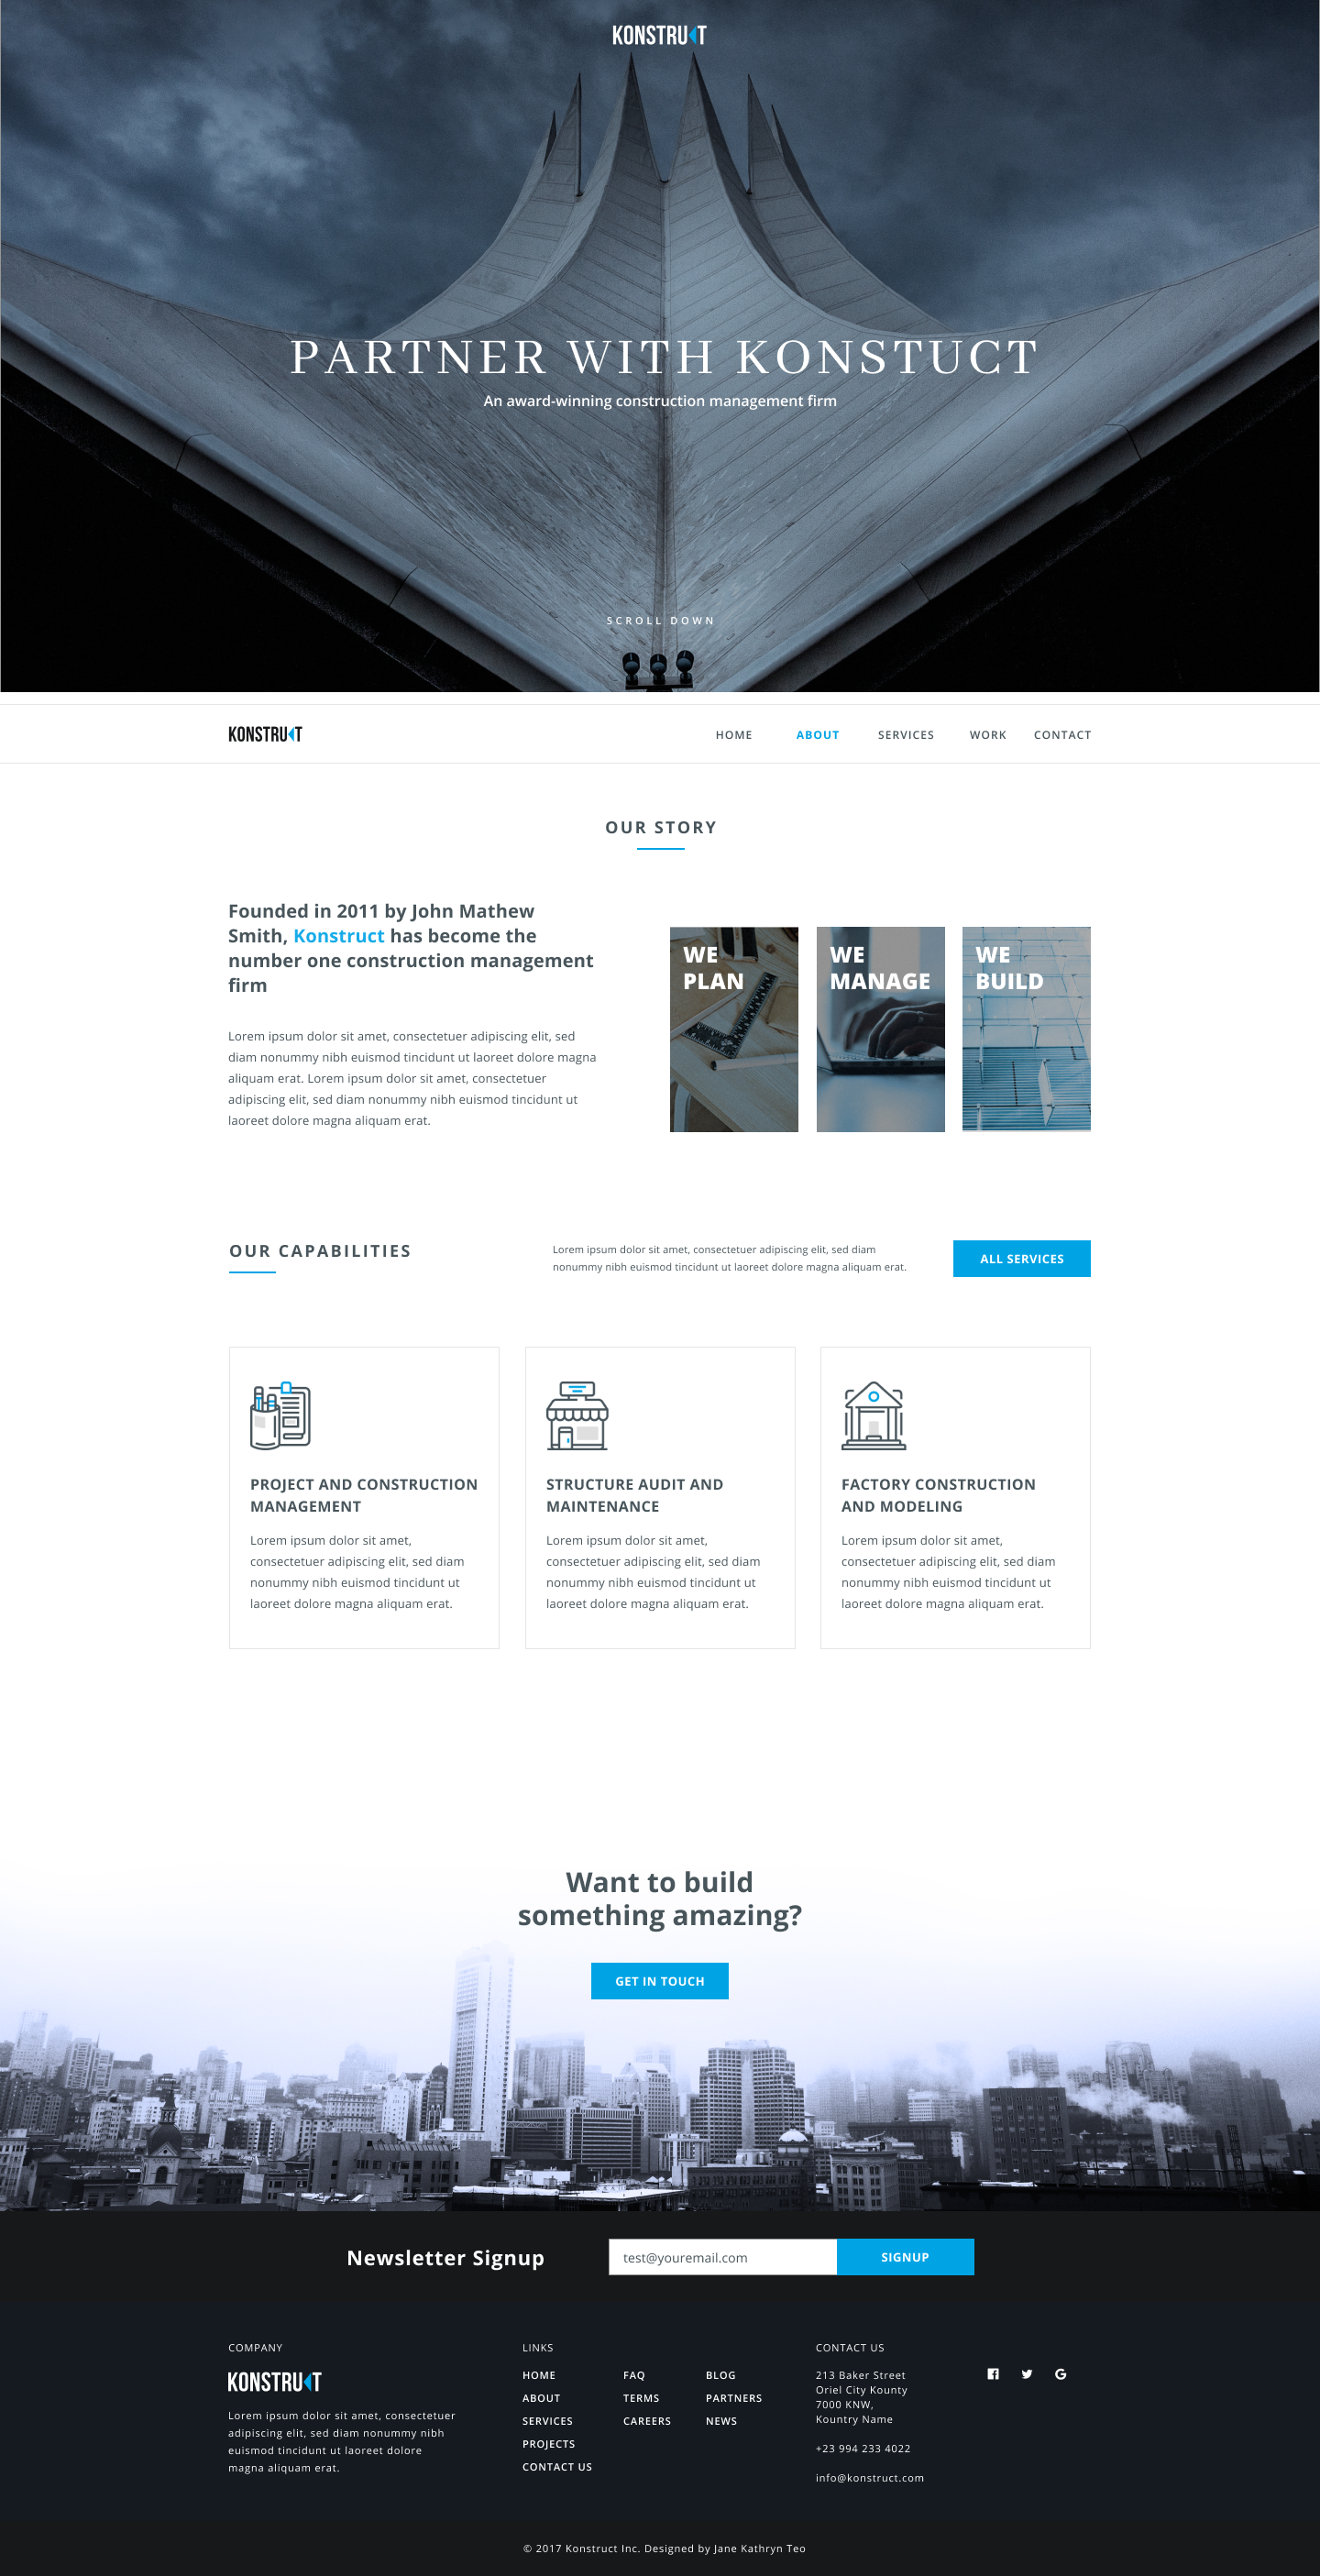 KONSTRUKT
PARTNER WITH KONSTUCT
An award-winning construction management firm
SCROLL DOWN
KONSTRUKT
HOME ABOUT SERVICES WORK CONTACT
OUR STORY
Founded in 2011 by John Mathew
Smith, Konstruct has become the
number one construction management
firm
Lorem ipsum dolor sit amet, consectetuer adipiscing elit, sed
diam nonummy nibh euismod tincidunt ut laoreet dolore magna
aliquam erat. Lorem ipsum dolor sit amet, consectetuer
adipiscing elit, sed diam nonummy nibh euismod tincidunt ut
laoreet dolore magna aliquam erat.
WE
PLAN
WE
MANAGE
WE
BUILD
OUR CAPABILITIES
Lorem ipsum dolor sit amet, consectetuer adipiscing elit, sed diam
nonummy nibh euismod tincidunt ut laoreet dolore magna aliquam erat.
ALL SERVICES
PROJECT AND CONSTRUCTION
MANAGEMENT
Lorem ipsum dolor sit amet,
consectetuer adipiscing elit, sed diam
nonummy nibh euismod tincidunt ut
laoreet dolore magna aliquam erat.
STRUCTURE AUDIT AND
MAINTENANCE
Lorem ipsum dolor sit amet,
consectetuer adipiscing elit, sed diam
nonummy nibh euismod tincidunt ut
laoreet dolore magna aliquam erat.
FACTORY CONSTRUCTION
AND MODELING
Lorem ipsum dolor sit amet,
consectetuer adipiscing elit, sed diam
nonummy nibh euismod tincidunt ut
laoreet dolore magna aliquam erat.
Want to build
something amazing?
GET IN TOUCH
Newsletter Signup
test@youremail.com
SIGNUP
COMPANY
KONSTRUKT
Lorem ipsum dolor sit amet, consectetuer
adipiscing elit, sed diam nonummy nibh
euismod tincidunt ut laoreet dolore
magna aliquam erat.
LINKS
HOME
ABOUT
SERVICES
PROJECTS
CONTACT US
FAQ
TERMS
CAREERS
BLOG
PARTNERS
NEWS
CONTACT US
213 Baker Street
Oriel City Kounty
7000 KNW,
Kountry Name
+23 994 233 4022
info@konstruct.com
© 2017 Konstruct Inc. Designed by Jane Kathryn Teo